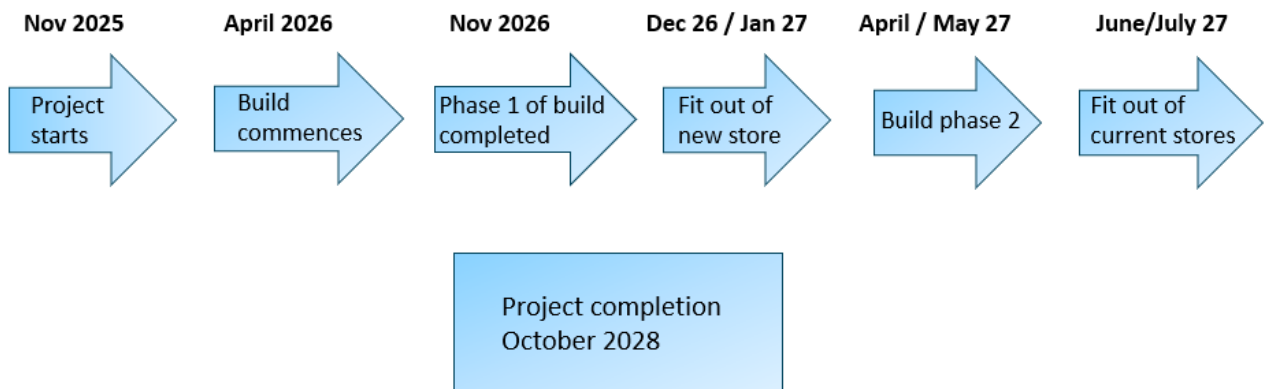 Nov 2025
April 2026
Nov 2026
Dec 26 / Jan 27
April / May 27
June/July 27
Project
starts
Build
commences
Phase 1 of build
completed
Fit out of
new store
Build phase 2
Fit out of
current stores
Project completion
October 2028